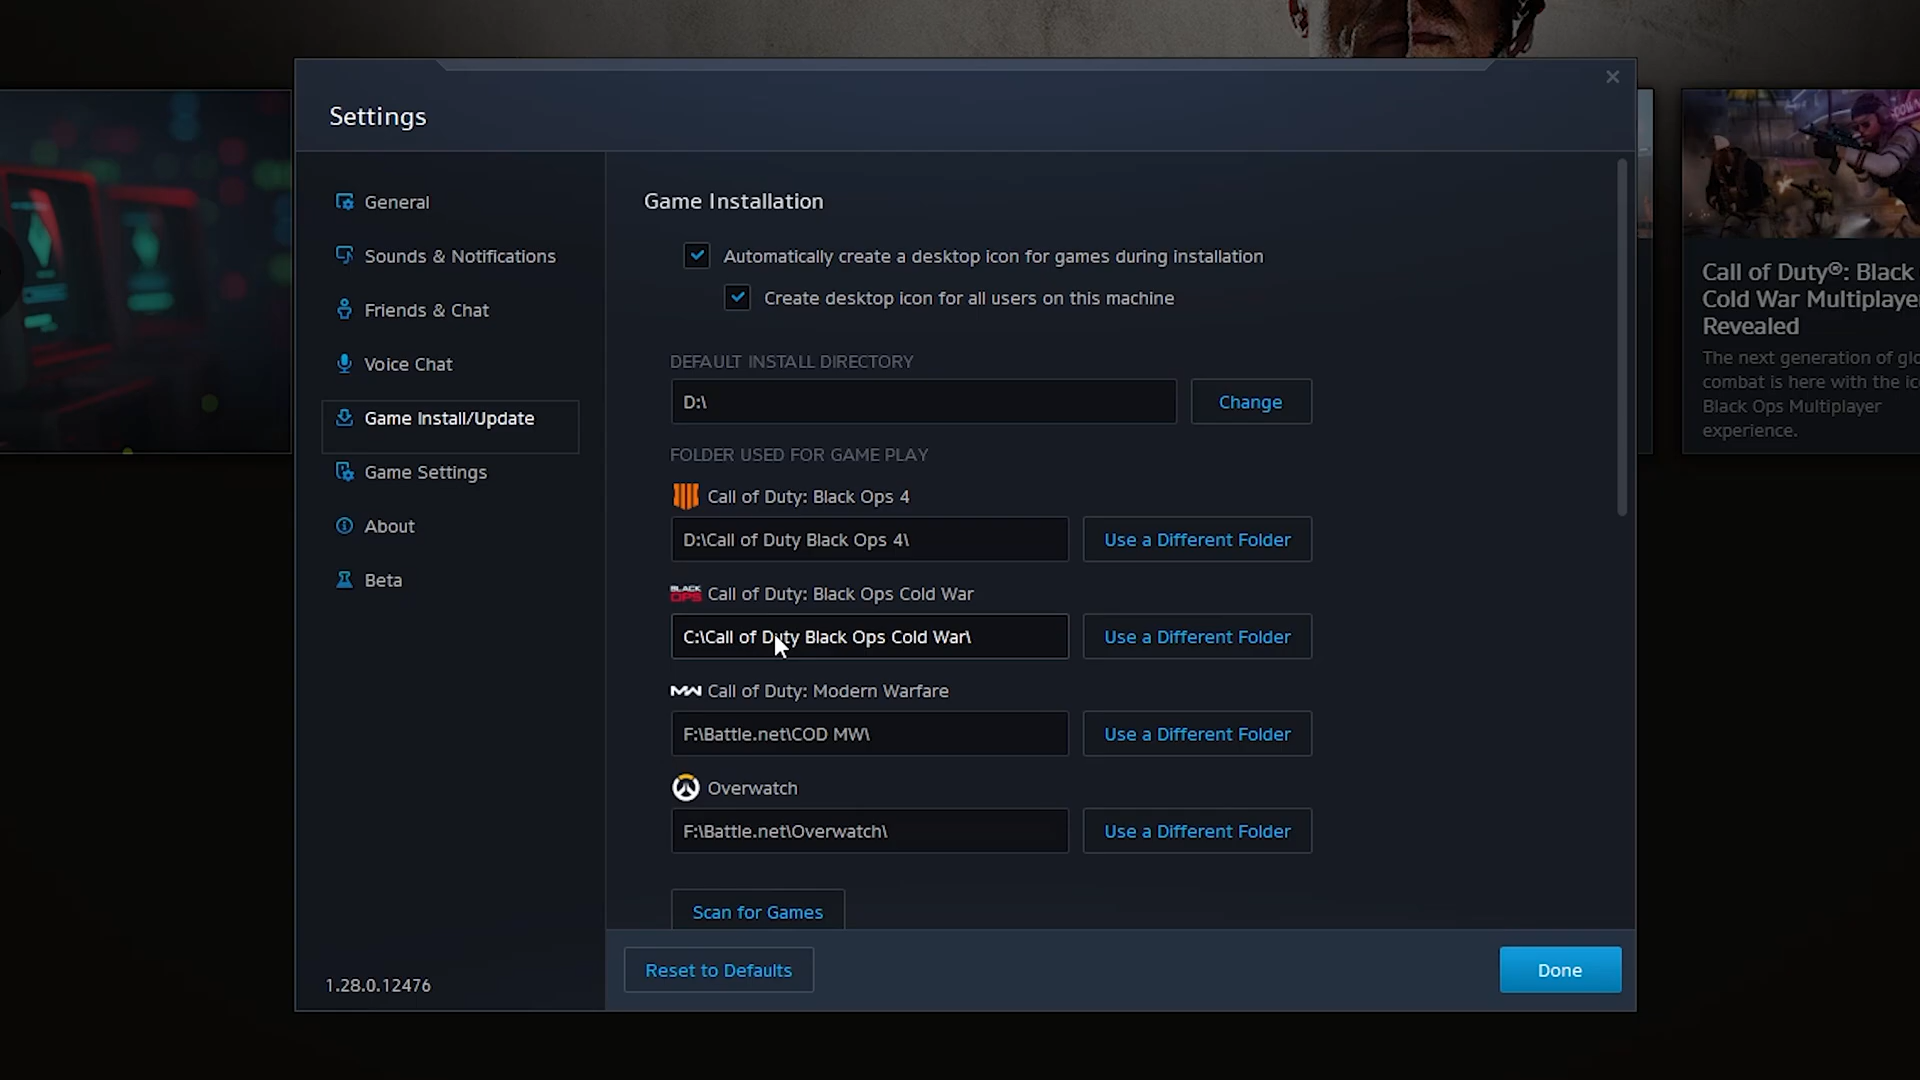 Settings
General
Sounds & Notifications
Friends & Chat
Voice Chat
Game Install/Update
Game Settings
About
Beta
1.28.0.12476
Game Installation
Automatically create a desktop icon for games during installation
Create desktop icon for all users on this machine
DEFAULT INSTALL DIRECTORY
D:\
Change
FOLDER USED FOR GAME PLAY
Call of Duty: Black Ops 4
D:\Call of Duty Black Ops 4\
Use a Different Folder
BLACK OPS
Call of Duty: Black Ops Cold War
C:\Call of Duty Black Ops Cold War\
Use a Different Folder
MW
Call of Duty: Modern Warfare
F:\Battle.net\COD MW\
Use a Different Folder
Overwatch
F:\Battle.net\Overwatch\
Use a Different Folder
Scan for Games
Reset to Defaults
Done
Call of Duty®: Black
Cold War Multiplayer
Revealed
The next generation of glo
combat is here with the ic
Black Ops Multiplayer
experience.